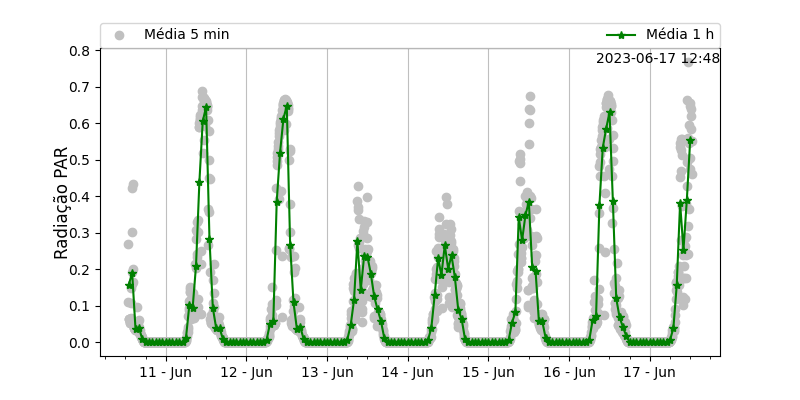 Média 5 min
Média 1 h
2023-06-17 12:48
Radiação PAR
0.8
0.7
0.6
0.5
0.4
0.3
0.2
0.1
0.0
11 - Jun
12 - Jun
13 - Jun
14 - Jun
15 - Jun
16 - Jun
17 - Jun